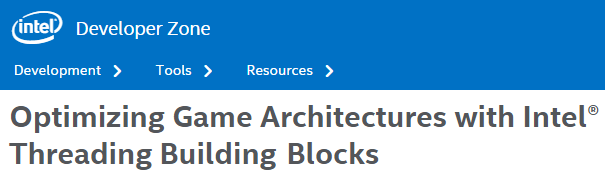 intel Developer Zone
Development Tools Resources
Optimizing Game Architectures with Intel®
Threading Building Blocks